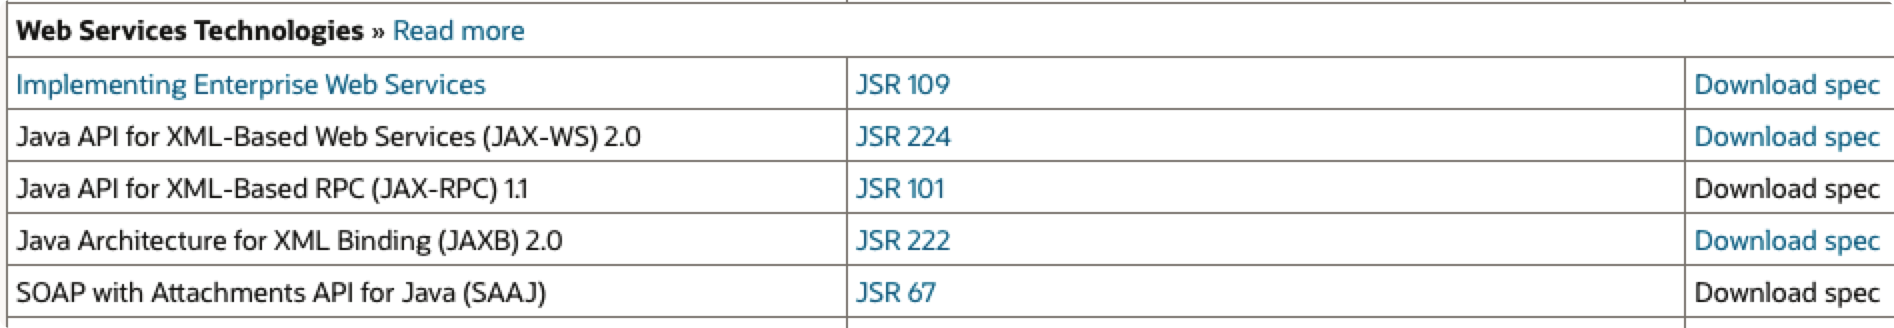 Web Services Technologies » Read more
Implementing Enterprise Web Services JSR 109 Download spec
Java API for XML-Based Web Services (JAX-WS) 2.0 JSR 224 Download spec
Java API for XML-Based RPC (JAX-RPC) 1.1 JSR 101 Download spec
Java Architecture for XML Binding (JAXB) 2.0 JSR 222 Download spec
SOAP with Attachments API for Java (SAAJ) JSR 67 Download spec